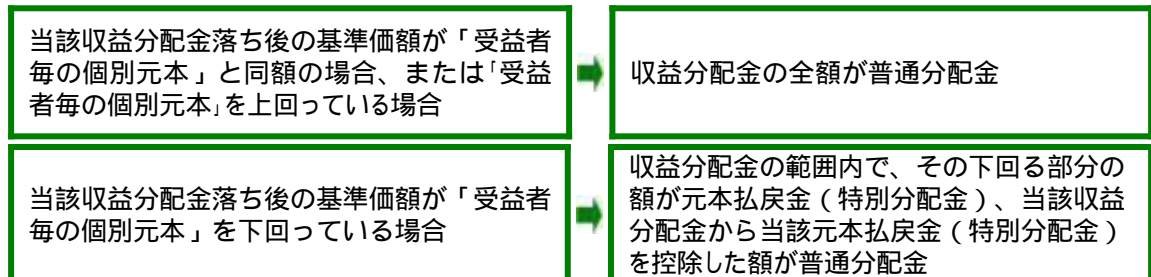 当該収益分配金落ち後の基準価額が「受益者
毎の個別元本」と同額の場合、または「受益
者毎の個別元本」を上回っている場合
収益分配金の全額が普通分配金
当該収益分配金落ち後の基準価額が「受益者
毎の個別元本」を下回っている場合
収益分配金の範囲内で、その下回る部分の
額が元本払戻金(特別分配金)、当該収益
分配金から当該元本払戻金(特別分配金)
を控除した額が普通分配金